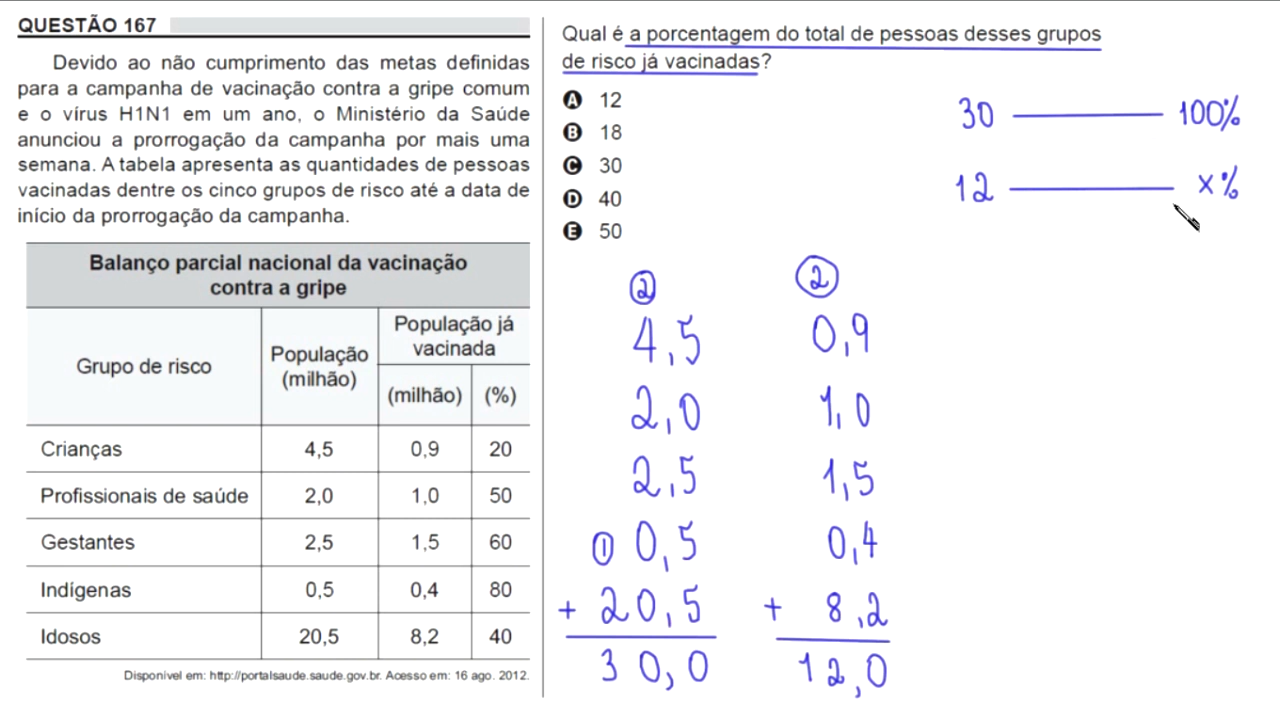 QUESTÃO 167
Devido ao não cumprimento das metas definidas
para a campanha de vacinação contra a gripe comum
e o vírus H1N1 em um ano, o Ministério da Saúde
anunciou a prorrogação da campanha por mais uma
semana. A tabela apresenta as quantidades de pessoas
vacinadas dentre os cinco grupos de risco até a data de
início da prorrogação da campanha.
Balanço parcial nacional da vacinação
contra a gripe
Grupo de risco
População
(milhão)
População já
vacinada
(milhão) (%)
Crianças 4,5 0,9 20
Profissionais de saúde 2,0 1,0 50
Gestantes 2,5 1,5 60
Indígenas 0,5 0,4 80
Idosos 20,5 8,2 40
Disponível em: http://portalsaude.saude.gov.br. Acesso em: 16 ago. 2012.
Qual é a porcentagem do total de pessoas desses grupos
de risco já vacinadas?
A 12
B 18
C 30
D 40
E 50
30 100%
12 x%
2 2
4,5 0,9
2,0 1,0
2,5 1,5
1 0,5 0,4
+ 20,5 + 8,2
30,0 12,0